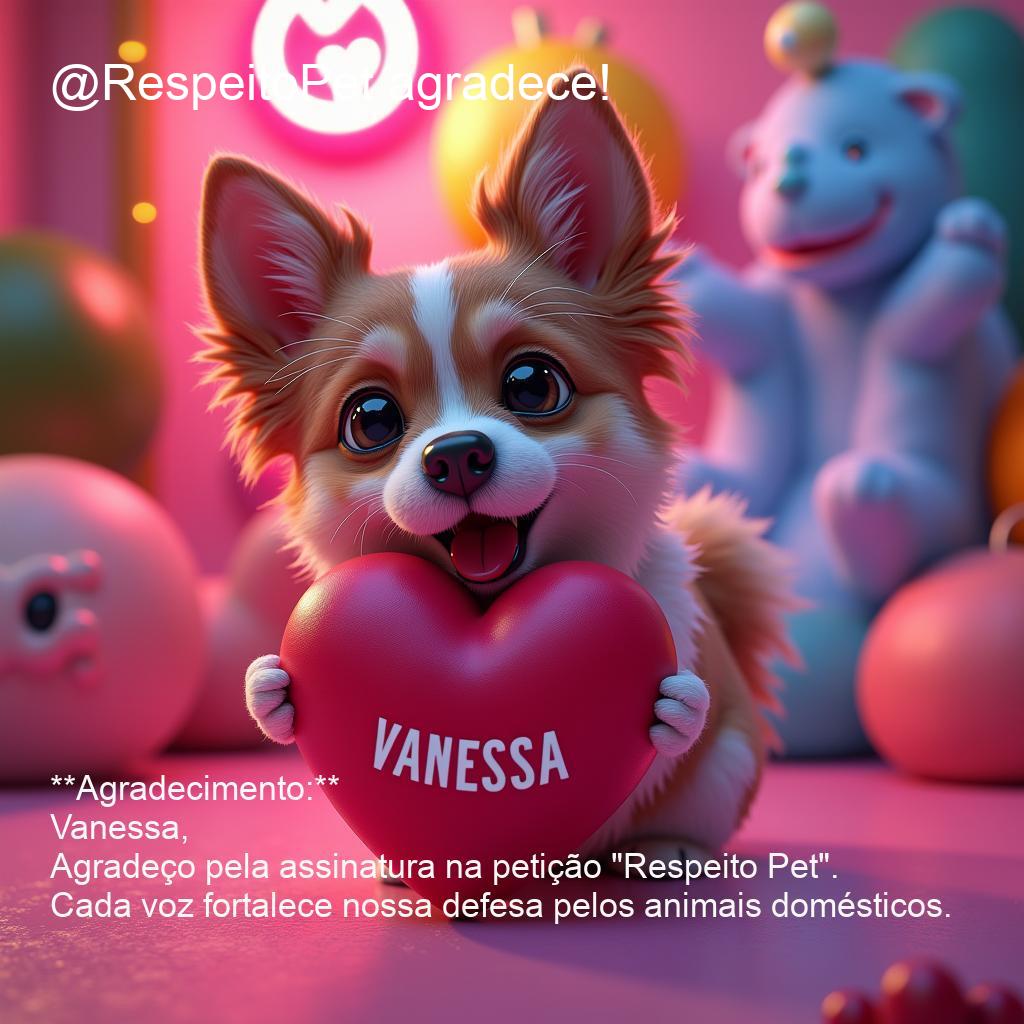 @RespeitoPet agradece!
VANESSA
**Agradecimento:**
Vanessa,
Agradeço pela assinatura na petição "Respeito Pet".
Cada voz fortalece nossa defesa pelos animais domésticos.